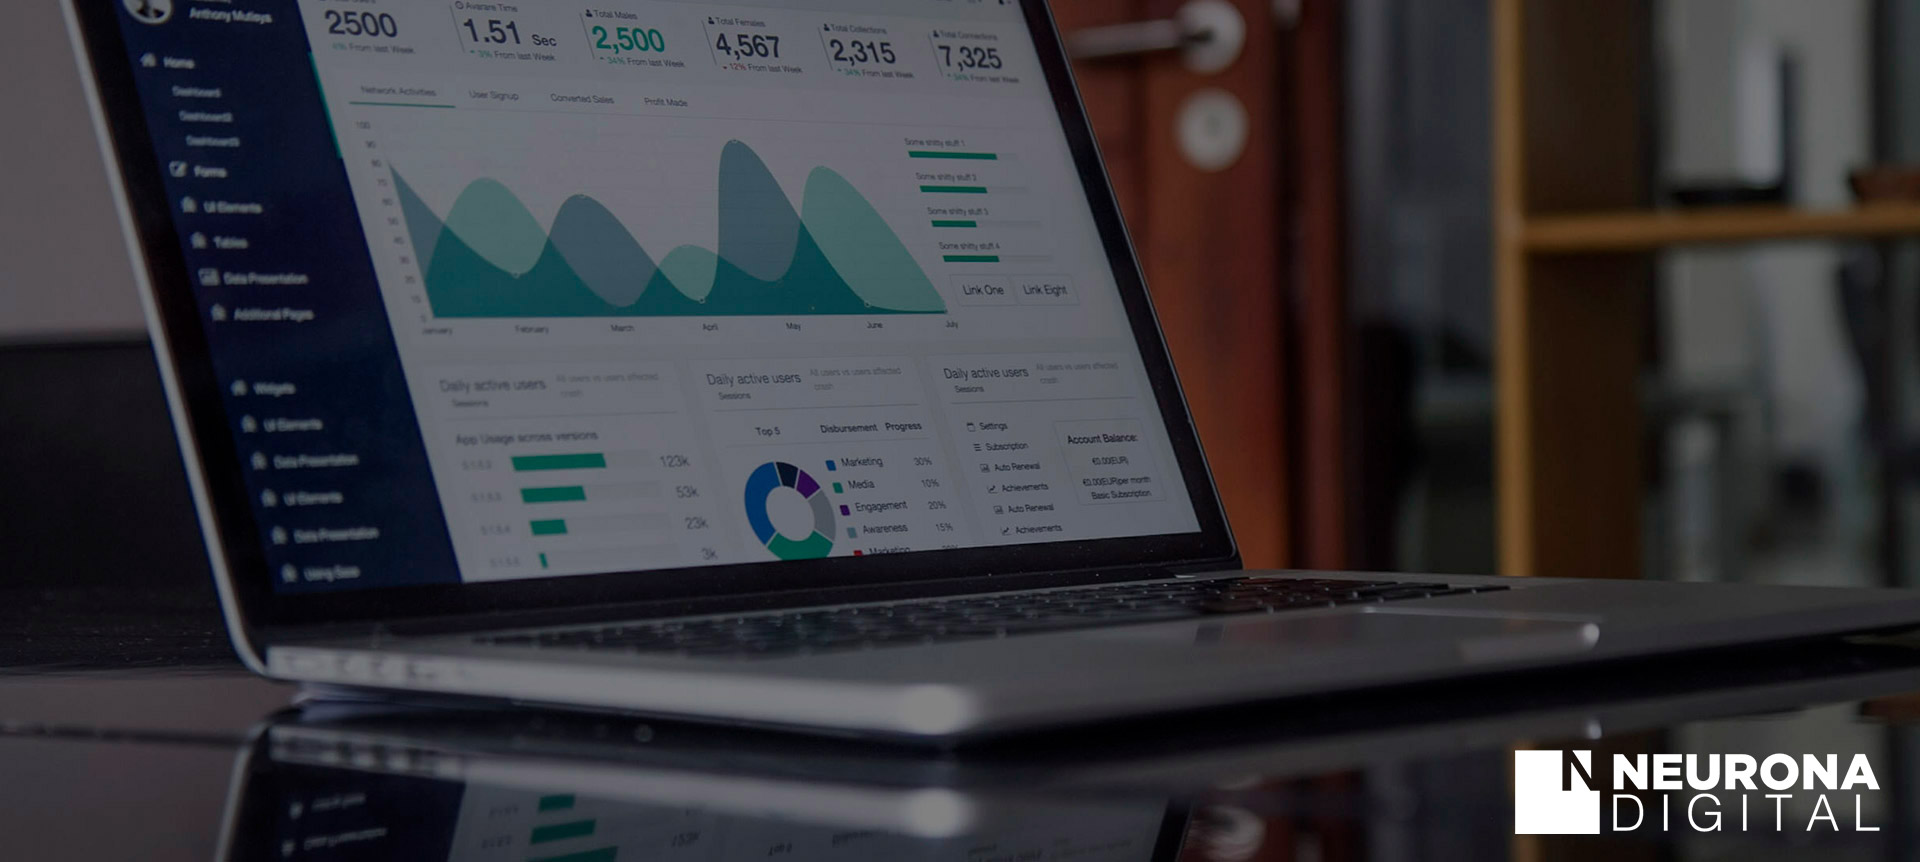 Anthony Mutisys
2500
From last Week
Avarare Time
1.51 Sec
3% From last Week
Total Males
2,500
34% From last Week
Total Females
4,567
12% From last Week
Total Collections
2,315
34% From last Week
Total Connections
7,325
34% From last Week
Home
Dashboard
Dashboard2
Dashboard3
Forms
UI Elements
Tables
Data Presentation
Additional Pages
Widgets
UI Elements
Data Presentation
UI Elements
Data Presentation
Network Activities User Signup Converted Sales Profit Made
100
90
80
70
60
50
40
30
20
10
January February March April May June July
Some shitty stuff 1
Some shitty stuff 2
Some shitty stuff 3
Some shitty stuff 4
Link One Link Eight
Daily active users
Sessions
All users vs users affected
crash
App Usage across versions
123k
53k
23k
3k
Daily active users
Sessions
All users vs users affected
crash
Top 5 Disbursement Progress
Marketing 30%
Media 10%
Engagement 20%
Awareness 15%
Marketing
Daily active users
Sessions
All users vs users affected
crash
Settings
Subscription
Auto Renewal
Achievements
Auto Renewal
Achievements
Account Balance:
€0.00(EUR)
€0.00(EUR)per month
Basic Subscription
N NEURONA
DIGITAL